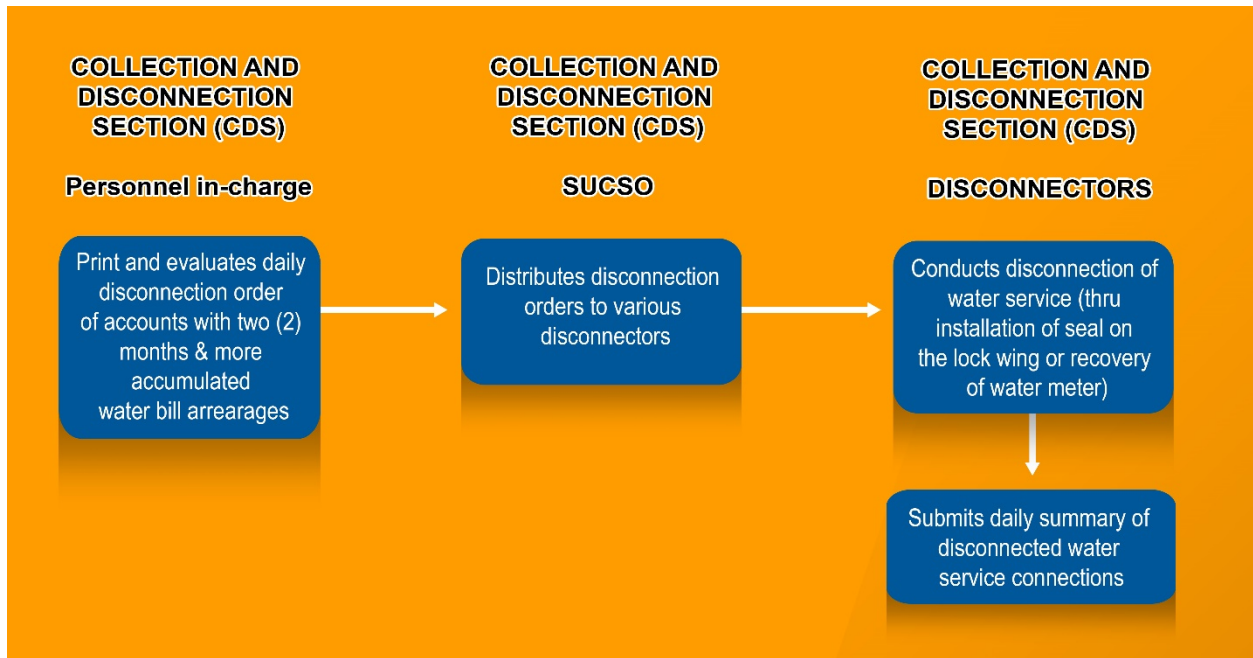 COLLECTION AND
DISCONNECTION
SECTION (CDS)
Personnel in-charge
Print and evaluates daily
disconnection order
of accounts with two (2)
months & more
accumulated
water bill arrearages
COLLECTION AND
DISCONNECTION
SECTION (CDS)
SUCSO
Distributes disconnection
orders to various
disconnectors
COLLECTION AND
DISCONNECTION
SECTION (CDS)
DISCONNECTORS
Conducts disconnection of
water service (thru
installation of seal on
the lock wing or recovery
of water meter)
Submits daily summary of
disconnected water
service connections